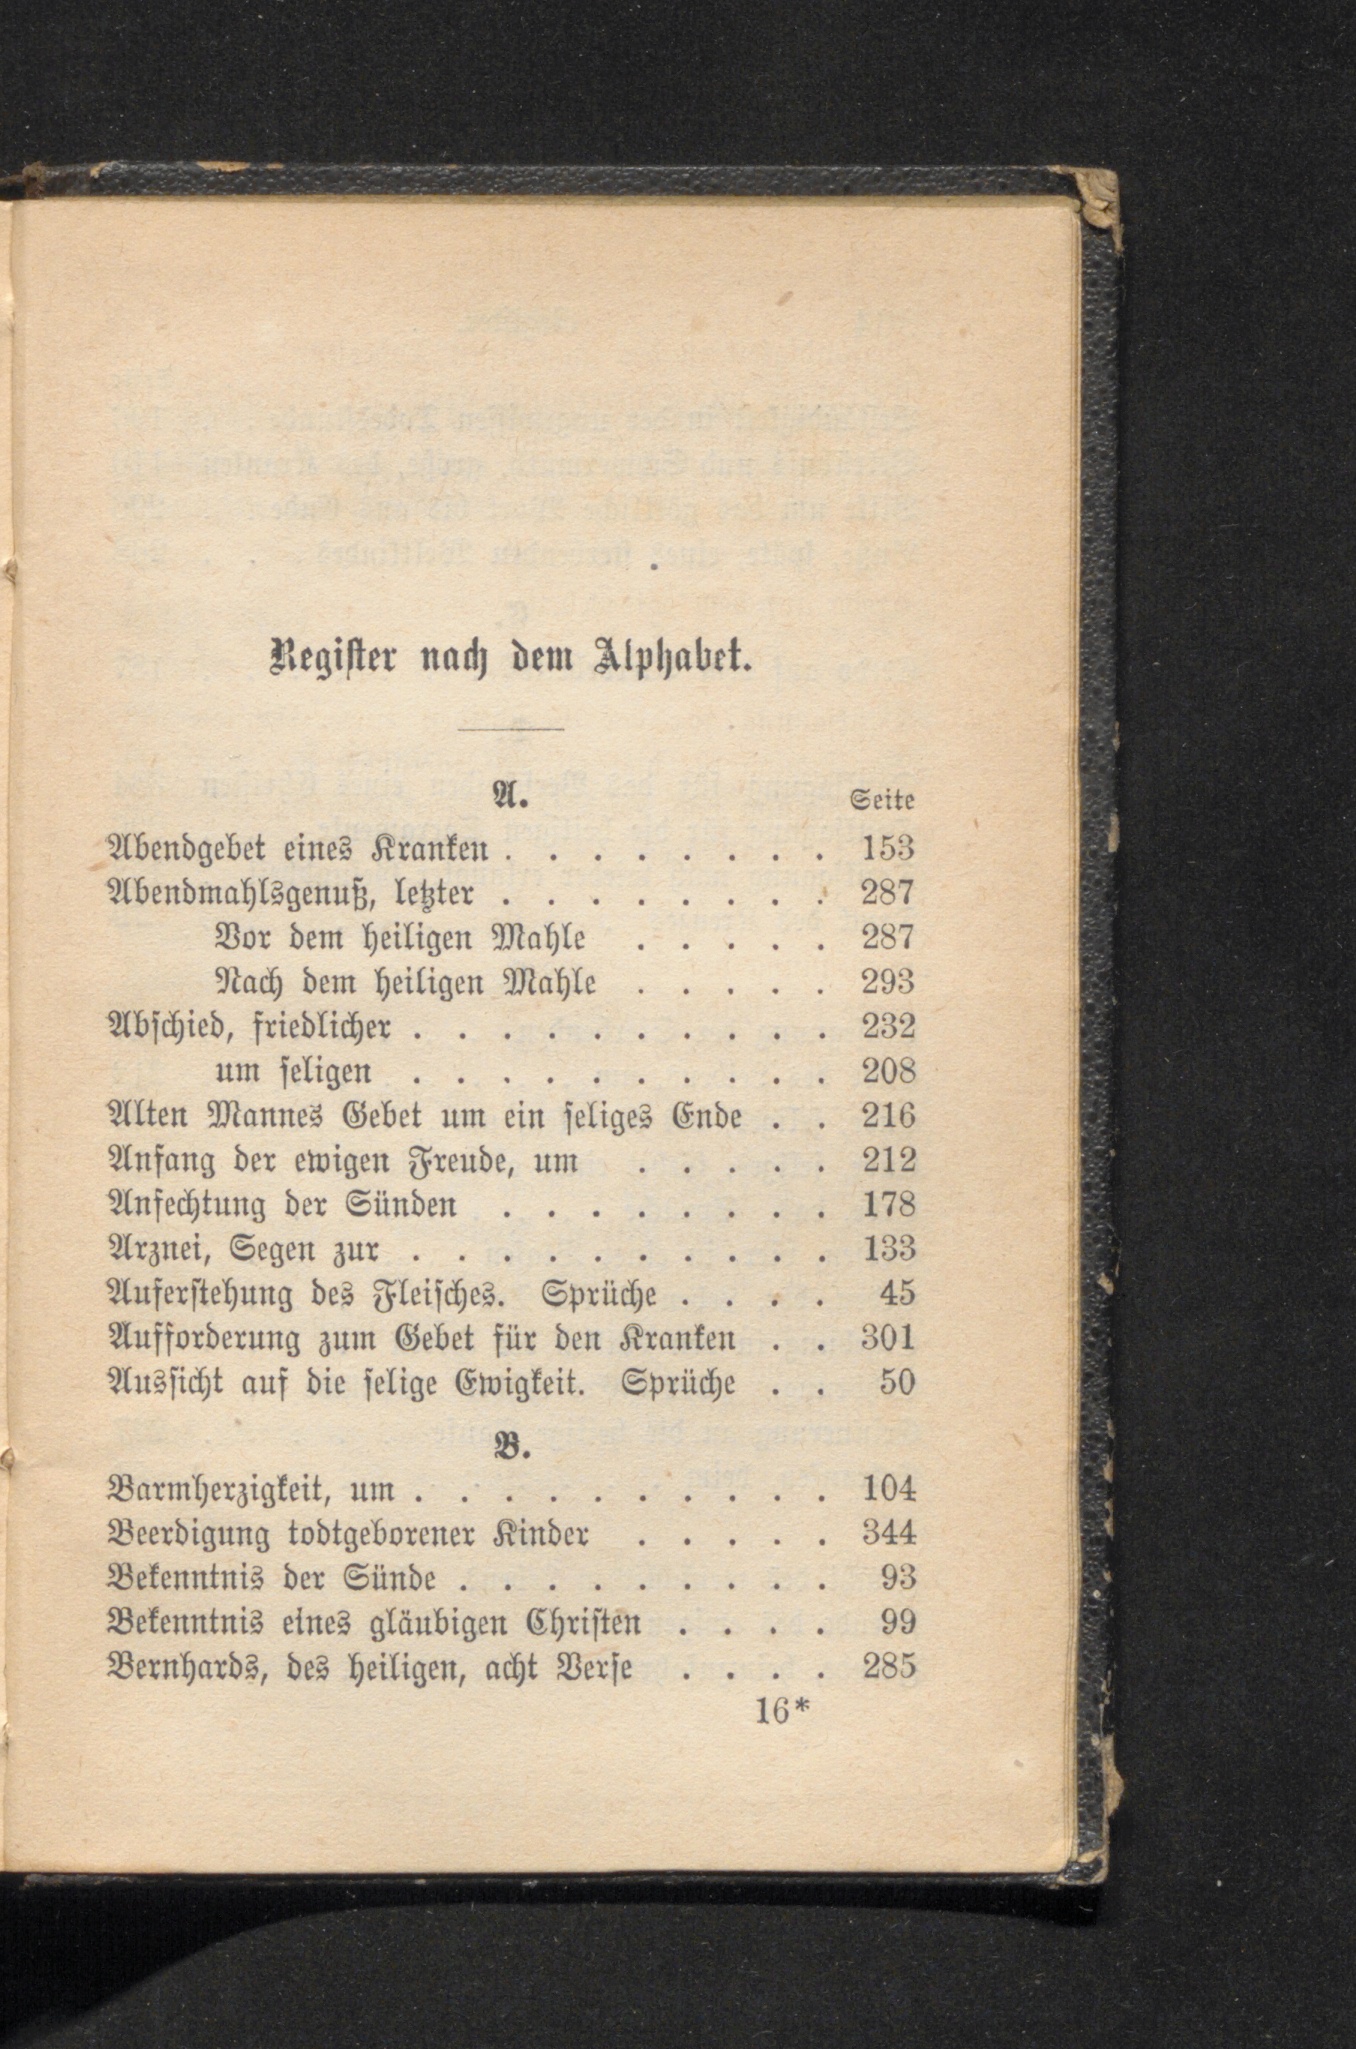 Register nach dem Alphabet.
A.
Seite
Abendgebet eines Kranken . . . . . . . . 153
Abendmahlsgenuß, letzter . . . . . . . . 287
Vor dem heiligen Mahle . . . . . 287
Nach dem heiligen Mahle . . . . . 293
Abschied, friedlicher . . . . . . . . . . 232
um seligen . . . . . . . . . . 208
Alten Mannes Gebet um ein seliges Ende . . 216
Anfang der ewigen Freude, um . . . . . 212
Anfechtung der Sünden . . . . . . . . 178
Arznei, Segen zur . . . . . . . . . . 133
Auferstehung des Fleisches. Sprüche . . . . 45
Aufforderung zum Gebet für den Kranken . . 301
Aussicht auf die selige Ewigkeit. Sprüche . . 50
B.
Barmherzigkeit, um . . . . . . . . . . 104
Beerdigung todtgeborener Kinder . . . . . 344
Bekenntnis der Sünde . . . . . . . . . 93
Bekenntnis eines gläubigen Christen . . . . 99
Bernhards, des heiligen, acht Verse . . . . 285
16*